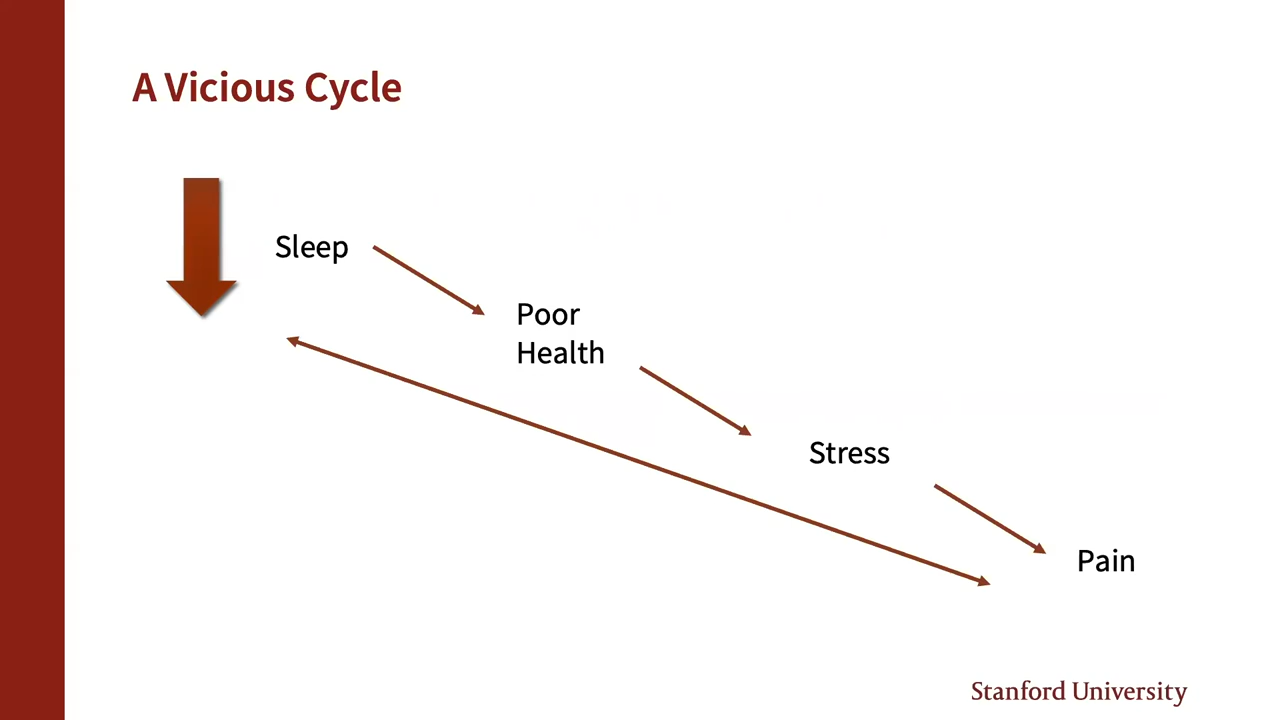 A Vicious Cycle
Sleep
Poor
Health
Stress
Pain
Stanford University